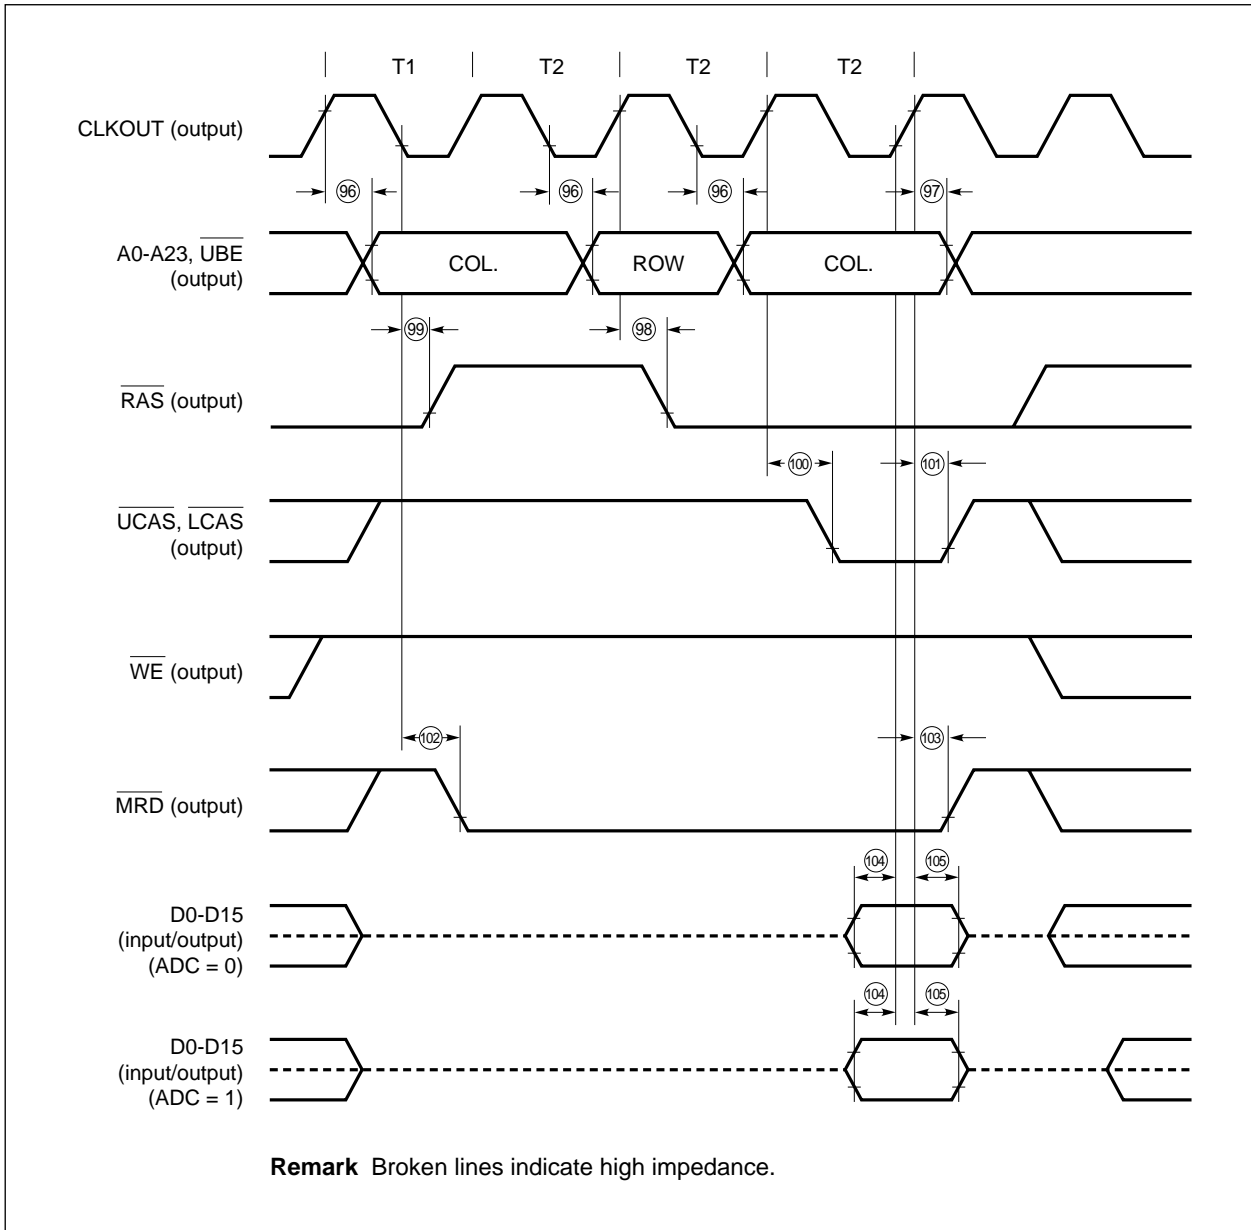 T1 T2 T2 T2
CLKOUT (output)
96 96 96 97
A0-A23, UBE
(output)
COL. ROW COL.
99 98
RAS (output)
100 101
UCAS, LCAS
(output)
WE (output)
102 103
MRD (output)
104 105
D0-D15
(input/output)
(ADC = 0)
104 105
D0-D15
(input/output)
(ADC = 1)
Remark Broken lines indicate high impedance.